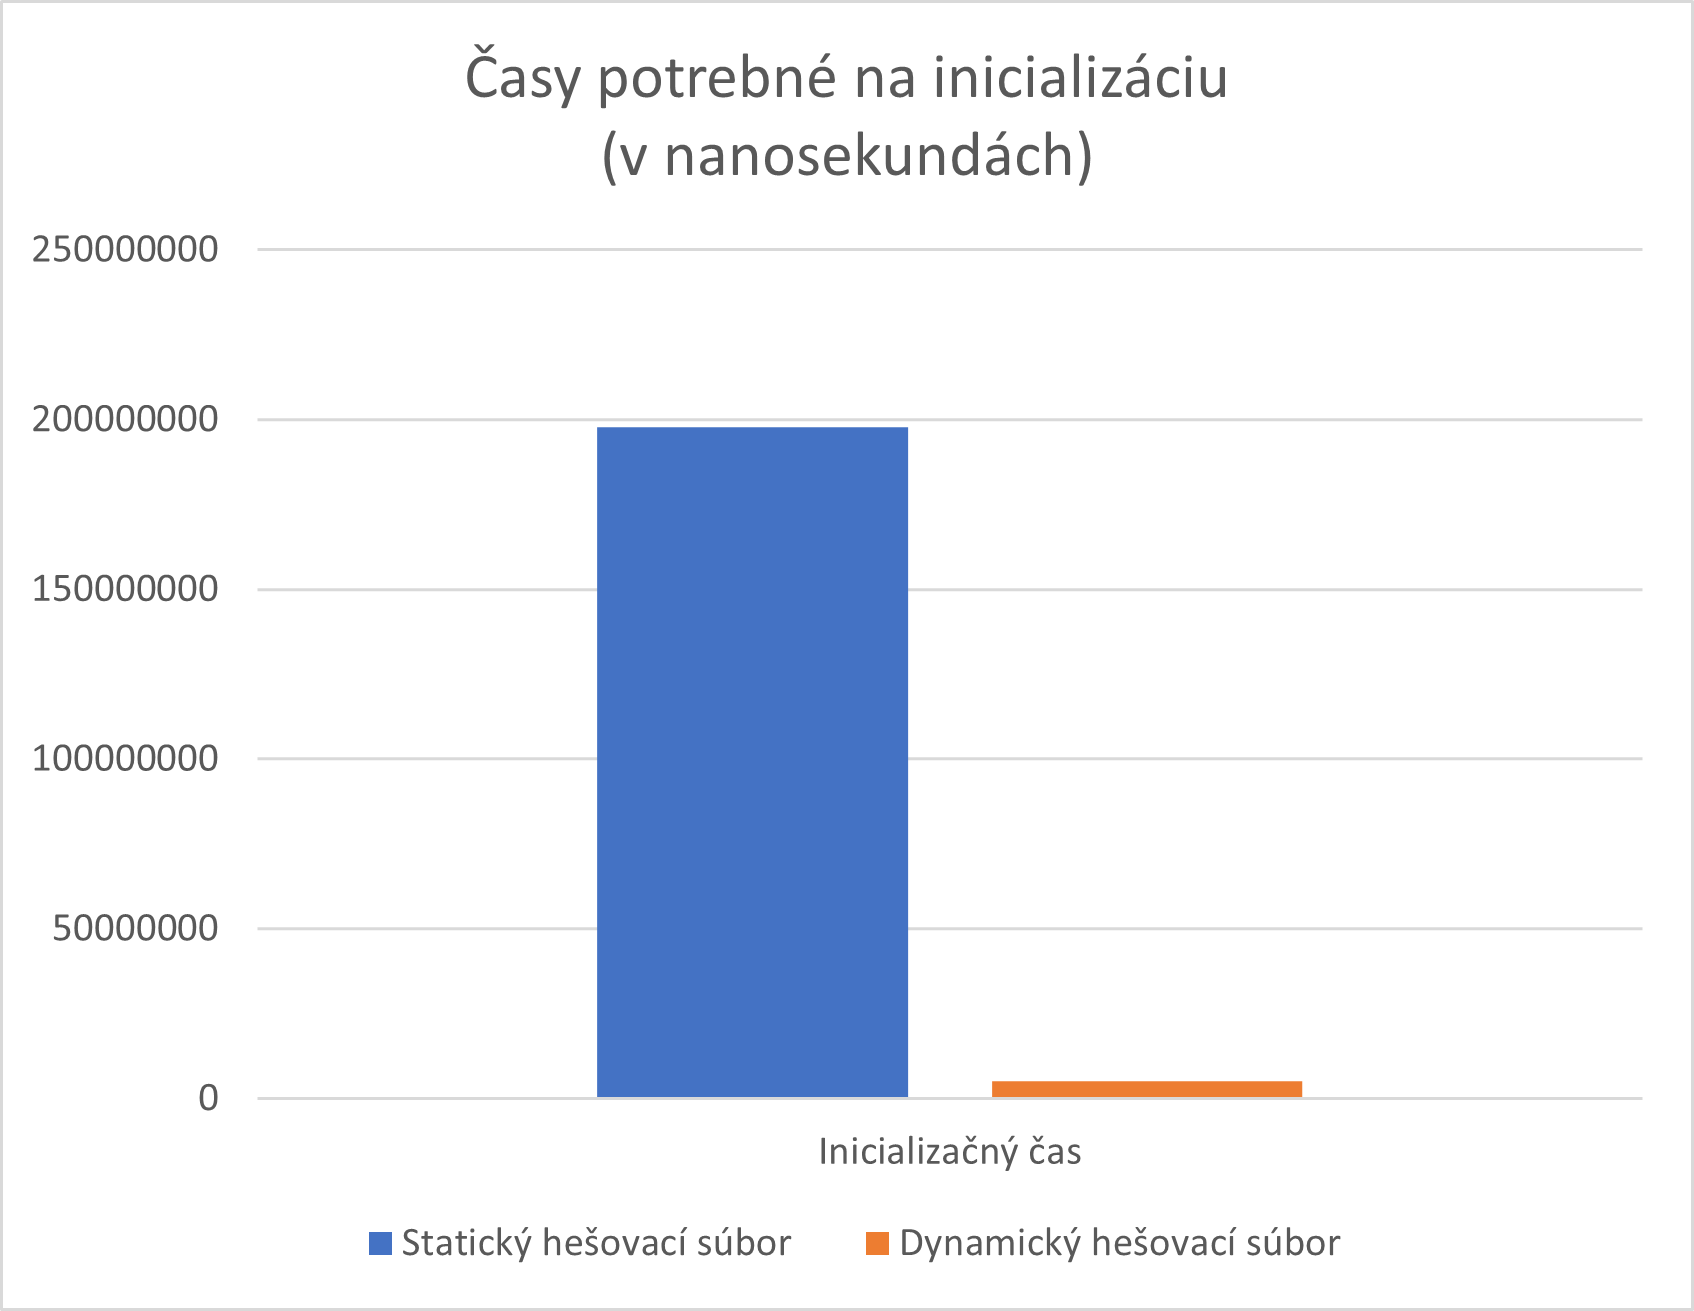 Časy potrebné na inicializáciu
(v nanosekundách)
250000000
200000000
150000000
100000000
50000000
0
Inicializačný čas
Statický hešovací súbor
Dynamický hešovací súbor